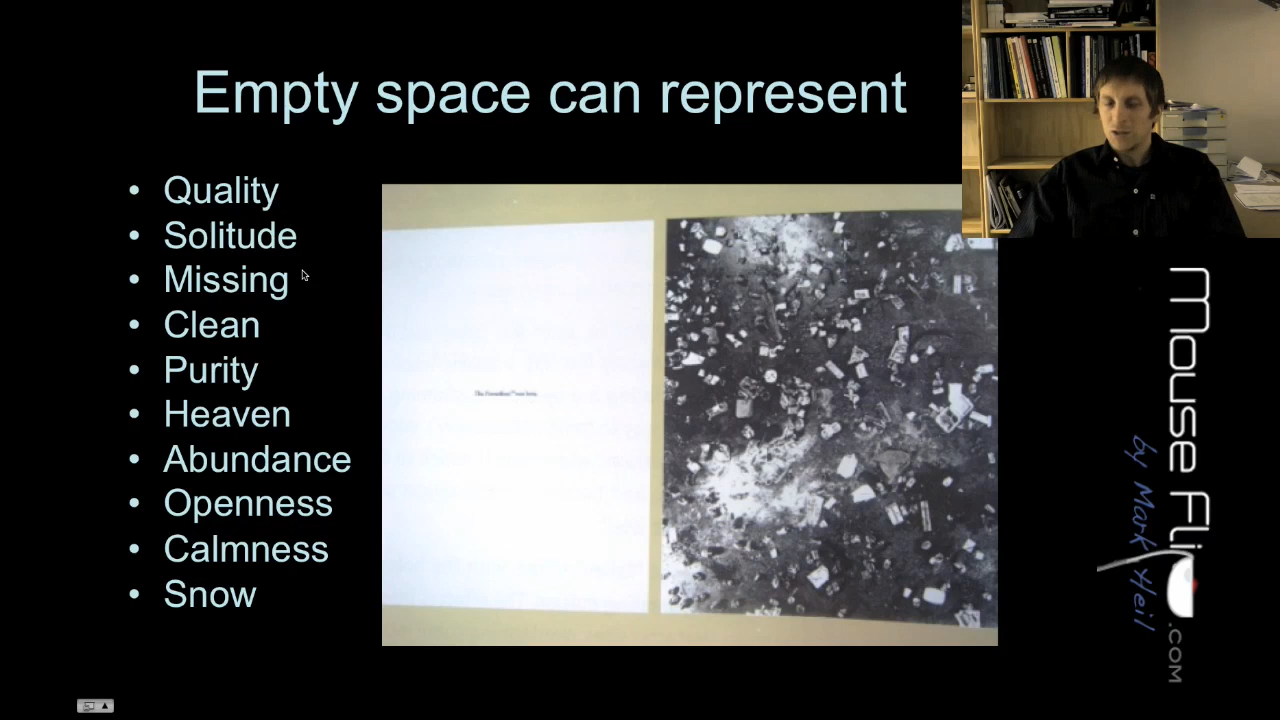 Empty space can represent
• Quality
• Solitude
• Missing
• Clean
• Purity
• Heaven
• Abundance
• Openness
• Calmness
• Snow
Mouse Fli
.com
by Mark Heil